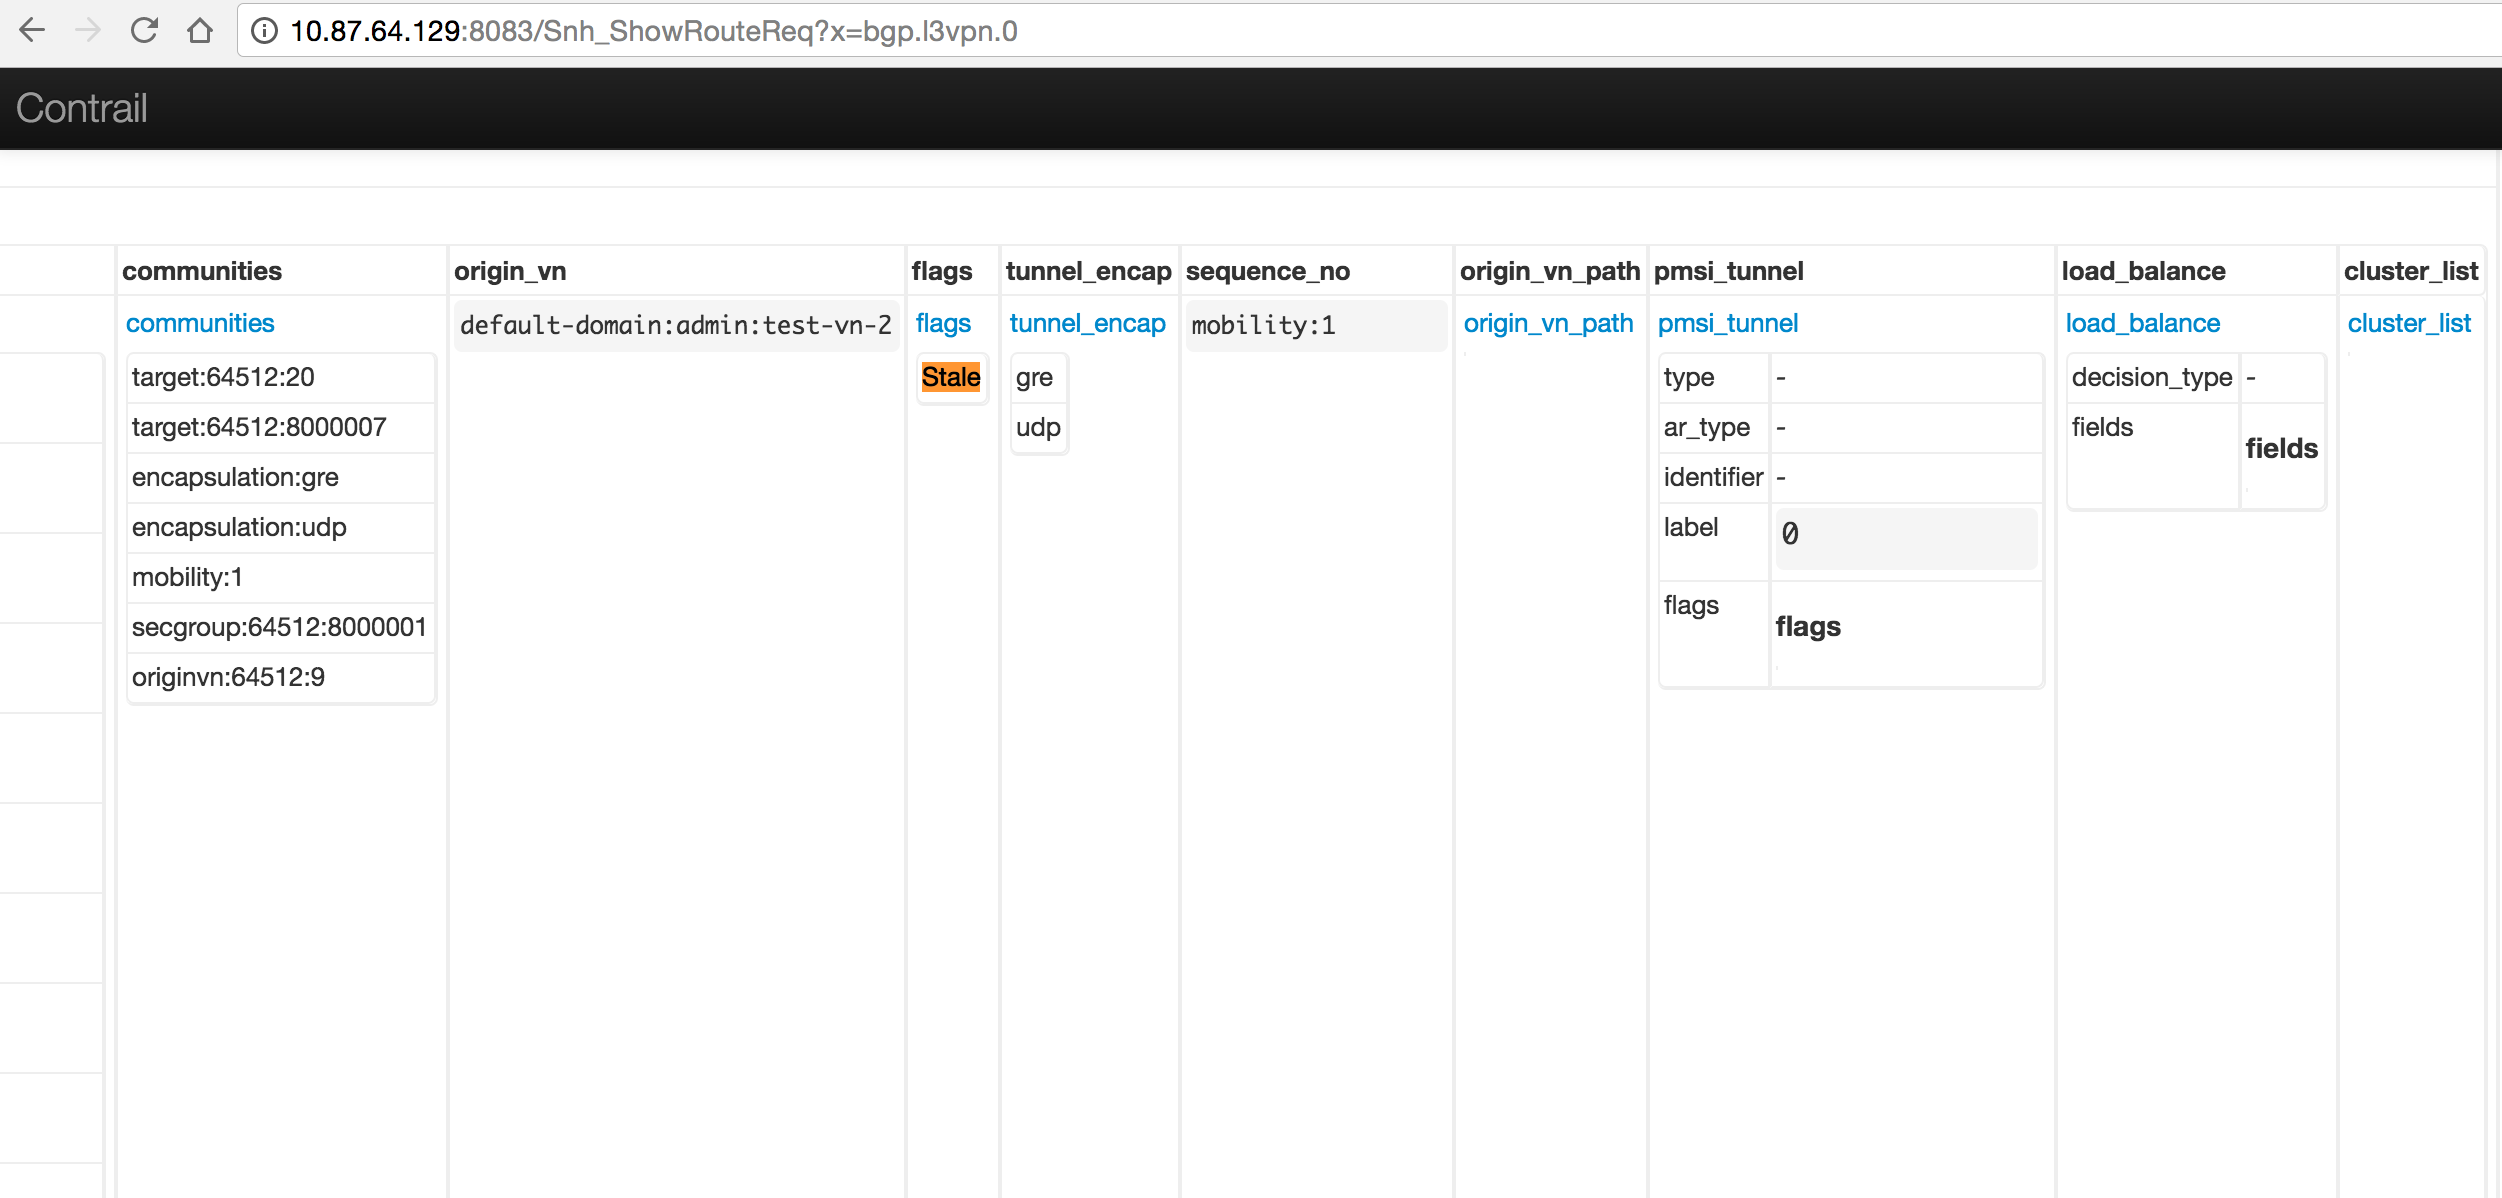 10.87.64.129:8083/Snh_ShowRouteReq?x=bgp.l3vpn.0
Contrail
communities origin_vn flags tunnel_encap sequence_no origin_vn_path pmsi_tunnel load_balance cluster_list
communities default-domain:admin:test-vn-2 flags tunnel_encap mobility:1 origin_vn_path pmsi_tunnel load_balance cluster_list
target:64512:20 Stale gre type - decision_type -
target:64512:8000007 udp ar_type - fields fields
encapsulation:gre identifier -
encapsulation:udp label 0
mobility:1
secgroup:64512:8000001 flags flags
originvn:64512:9